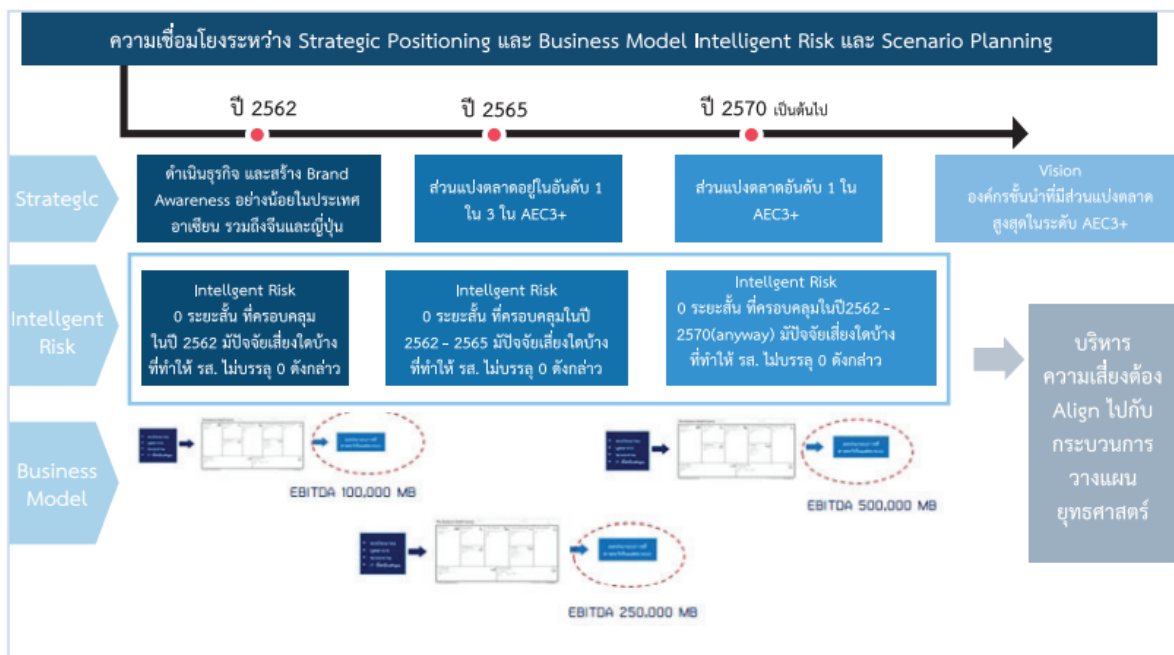 ความเชื่อมโยงระหว่าง Strategic Positioning และ Business Model Intelligent Risk และ Scenario Planning
ปี 2562
ปี 2565
ปี 2570 เป็นต้นไป
Strateglc
ดำเนินธุรกิจ และสร้าง Brand
Awareness อย่างน้อยในประเทศ
อาเซียน รวมถึงจีนและญี่ปุ่น
ส่วนแปงตลาดอยู่ในอันดับ 1
ใน 3 ใน AEC3+
ส่วนแปงตลาดอันดับ 1 ใน
AEC3+
Vision
องค์กรชั้นนำที่มีส่วนแปงตลาด
สูงสุดในระดับ AEC3+
Intellgent
Risk
Intellgent Risk
0 ระยะสั้น ที่ครอบคลุม
ในปี 2562 มัปัจจัยเสี่ยงใดบ้าง
ที่ทำให้ รส. ไม่บรรลุ 0 ดังกล่าว
Intellgent Risk
0 ระยะสั้น ที่ครอบคลุมในปี
2562 – 2565 มัปัจจัยเสี่ยงใดบ้าง
ที่ทำให้ รส. ไม่บรรลุ 0 ดังกล่าว
Intellgent Risk
0 ระยะสั้น ที่ครอบคลุมในปี2562 –
2570(anyway) มัปัจจัยเสี่ยงใดบ้าง
ที่ทำให้ รส. ไม่บรรลุ 0 ดังกล่าว
บริหาร
ความเสี่ยงต้อง
Align ไปกับ
กระบวนการ
วางแผน
ยุทธศาสตร์
Business
Model
EBITDA 100,000 MB
EBITDA 500,000 MB
EBITDA 250,000 MB